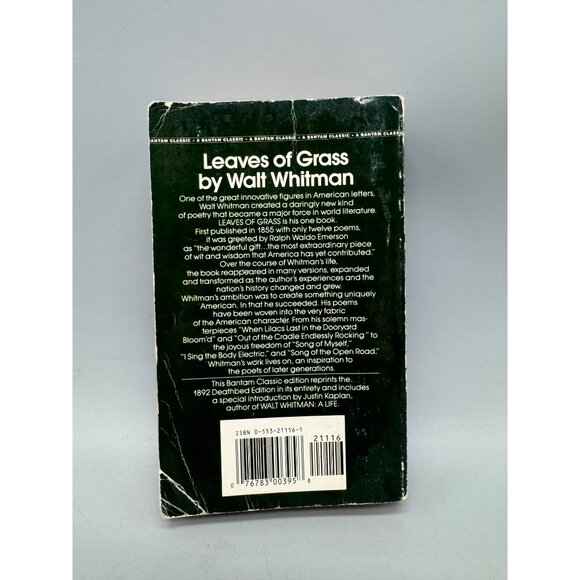 BANTAM CLASSIC • A BANTAM CLASSIC • A BANTAM CLASSIC • A BANTAM
Leaves of Grass
by Walt Whitman
One of the great innovative figures in American letters,
Walt Whitman created a daringly new kind
of poetry that became a major force in world literature.
LEAVES OF GRASS is his one book.
First published in 1855 with only twelve poems,
it was greeted by Ralph Waldo Emerson
as "the wonderful gift...the most extraordinary piece
of wit and wisdom that America has yet contributed."
Over the course of Whitman's life,
the book reappeared in many versions, expanded
and transformed as the author's experiences and the
nation's history changed and grew.
Whitman's ambition was to create something uniquely
American. In that he succeeded. His poems
have been woven into the very fabric
of the American character. From his solemn mas-
terpieces "When Lilacs Last in the Dooryard
Bloom'd" and "Out of the Cradle Endlessly Rocking" to
the joyous freedom of "Song of Myself,"
"I Sing the Body Electric," and "Song of the Open Road,"
Whitman's work lives on, an inspiration to
the poets of later generations.
This Bantam Classic edition reprints the
1892 Deathbed Edition in its entirety and includes
a special introduction by Justin Kaplan,
author of WALT WHITMAN: A LIFE.
ISBN 0-553-21116-1
21116
0 76783 00395 8